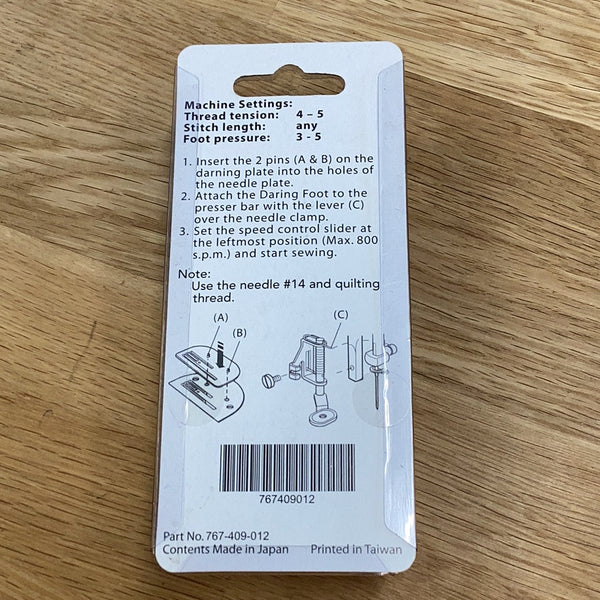 Machine Settings:
Thread tension: 4 – 5
Stitch length: any
Foot pressure: 3 - 5
1. Insert the 2 pins (A & B) on the
darning plate into the holes of
the needle plate.
2. Attach the Daring Foot to the
presser bar with the lever (C)
over the needle clamp.
3. Set the speed control slider at
the leftmost position (Max. 800
s.p.m.) and start sewing.
Note:
Use the needle #14 and quilting
thread.
(A)
(B)
(C)
767409012
Part No. 767-409-012
Contents Made in Japan Printed in Taiwan